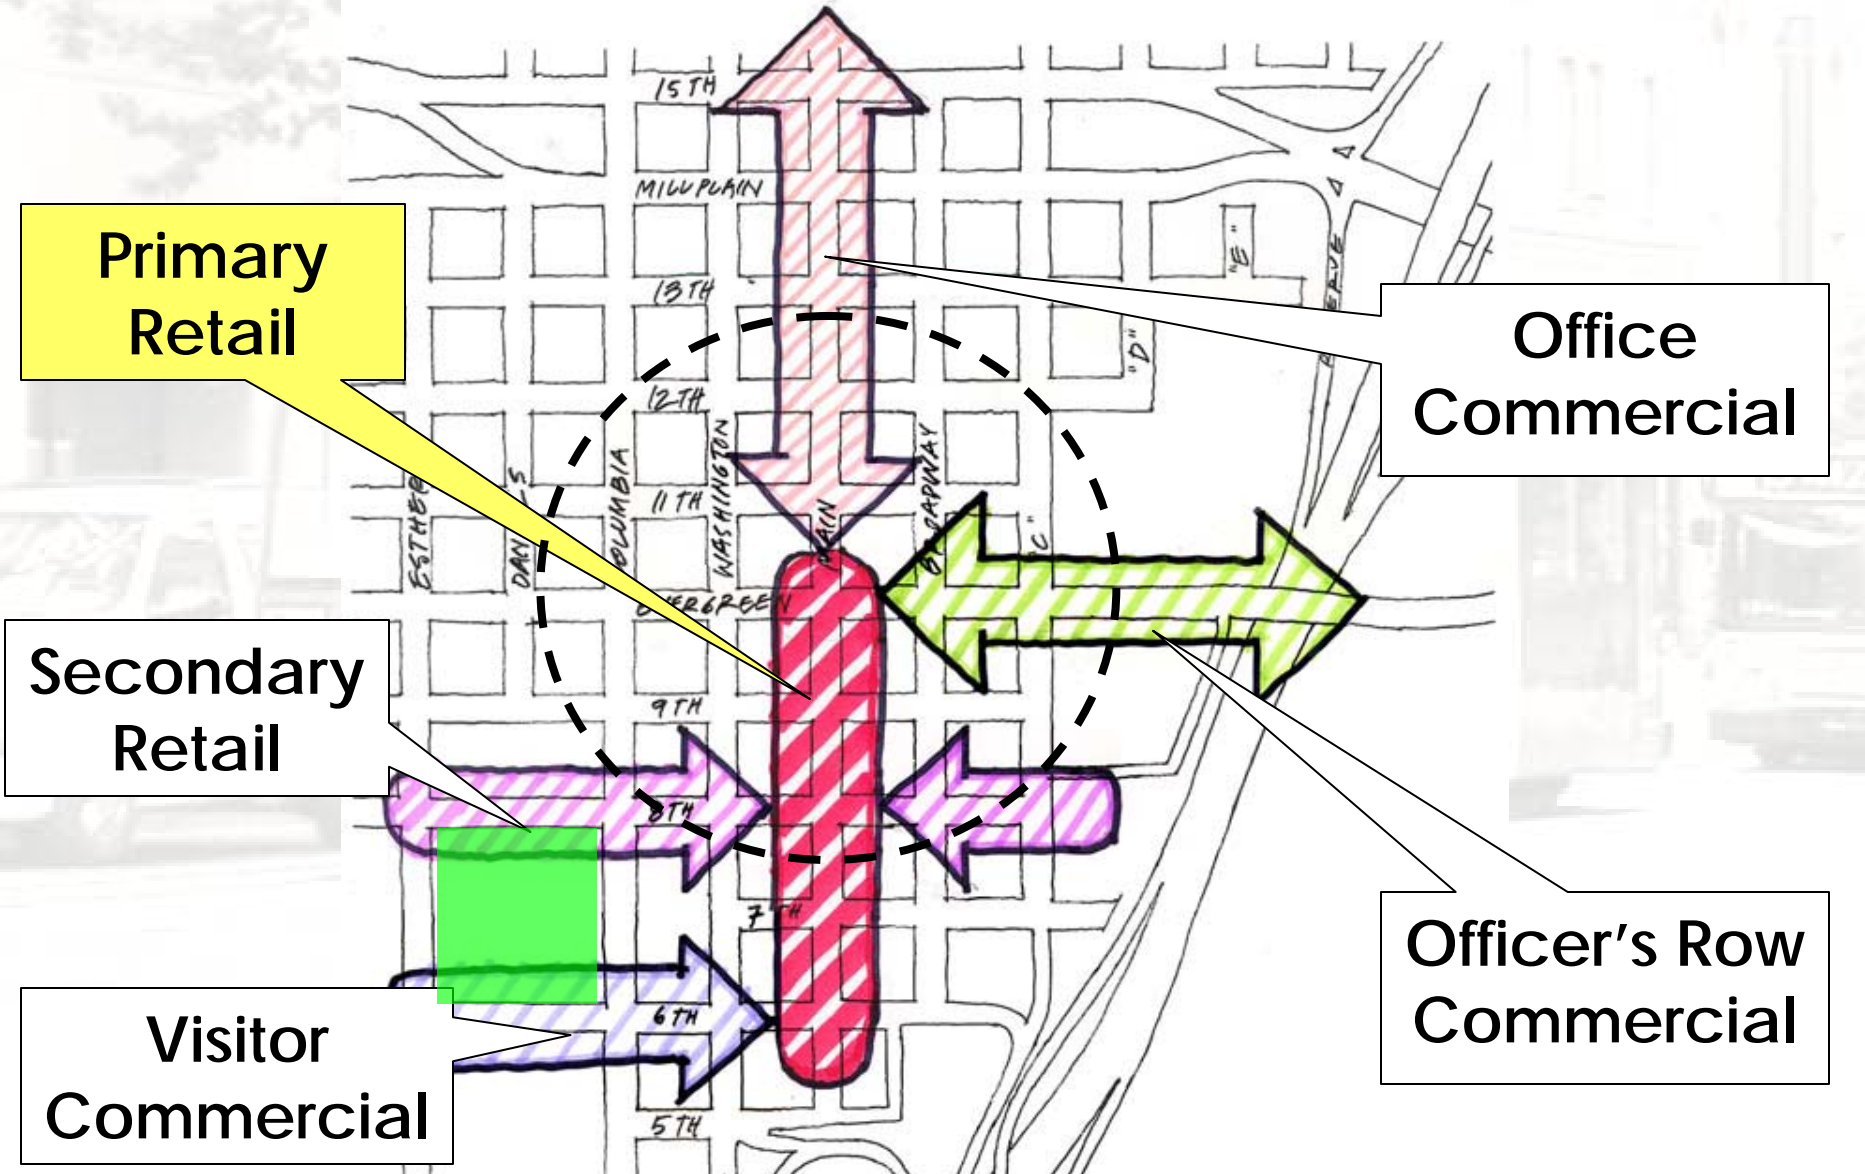 15TH
MILL PLAIN
Primary
Retail
"E"
13TH
Office
Commercial
"D"
12TH
ESTHER
COLUMBIA
WASHINGTON
MAIN
BROADWAY
"C"
11TH
EVERGREEN
Secondary
Retail
9TH
8TH
7TH
Officer's Row
Commercial
6TH
Visitor
Commercial
5TH